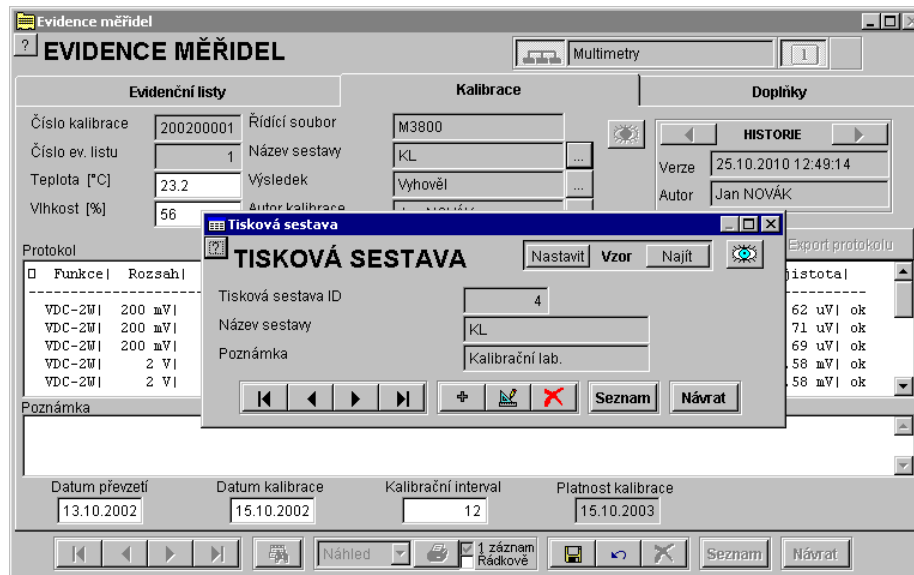 Evidence měřidel
? EVIDENCE MĚŘIDEL
Multimetry
1
Evidenční listy
Kalibrace
Doplňky
Číslo kalibrace 200200001
Řídící soubor M3800
HISTORIE
Číslo ev. listu 1
Název sestavy KL ...
Verze 25.10.2010 12:49:14
Teplota [°C] 23.2
Výsledek Vyhověl ...
Autor Jan NOVÁK
Vlhkost [%] 56
Autor kalibrace Jan NOVÁK
Protokol
Export protokolu
Funkce| Rozsah|
jistota|
VDC-2W| 200 mV|
62 uV| ok
VDC-2W| 200 mV|
71 uV| ok
VDC-2W| 200 mV|
69 uV| ok
VDC-2W| 2 V|
.58 mV| ok
VDC-2W| 2 V|
.58 mV| ok
Tisková sestava
? TISKOVÁ SESTAVA
Nastavit Vzor Najít
Tisková sestava ID 4
Název sestavy KL
Poznámka Kalibrační lab.
Seznam Návrat
Poznámka
Datum převzetí
Datum kalibrace
Kalibrační interval
Platnost kalibrace
13.10.2002
15.10.2002
12
15.10.2003
Náhled
1 záznam
Řádkově
Seznam
Návrat